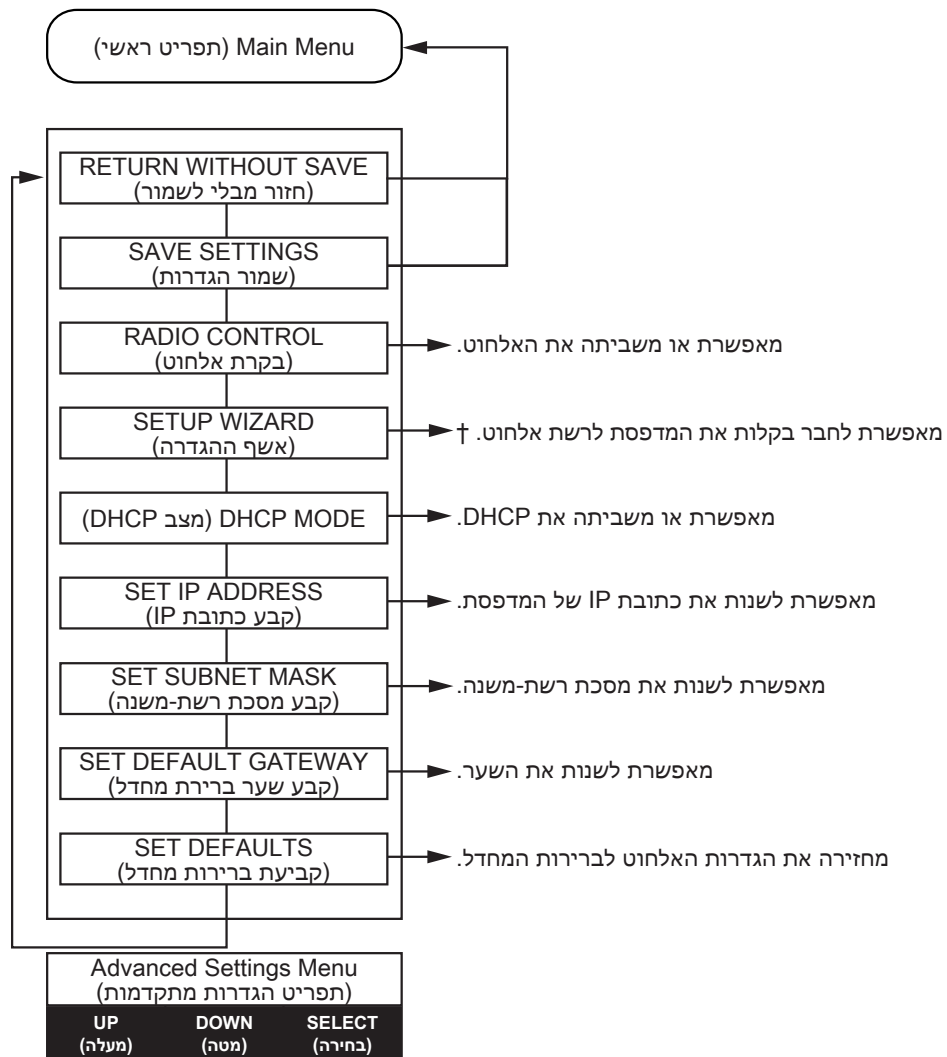 Main Menu (תפריט ראשי)
RETURN WITHOUT SAVE
(חזור מבלי לשמור)
SAVE SETTINGS
(שמור הגדרות)
RADIO CONTROL
(בקרת אלחוט)
מאפשרת או משביתה את האלחוט.
SETUP WIZARD
(אשף ההגדרה)
מאפשרת לחבר בקלות את המדפסת לרשת אלחוט. †
DHCP MODE (מצב DHCP)
מאפשרת או משביתה את DHCP.
SET IP ADDRESS
(קבע כתובת IP)
מאפשרת לשנות את כתובת IP של המדפסת.
SET SUBNET MASK
(קבע מסכת רשת-משנה)
מאפשרת לשנות את מסכת רשת-משנה.
SET DEFAULT GATEWAY
(קבע שער ברירת מחדל)
מאפשרת לשנות את השער.
SET DEFAULTS
(קביעת ברירות מחדל)
מחזירה את הגדרות האלחוט לברירות המחדל.
Advanced Settings Menu
(תפריט הגדרות מתקדמות)
UP DOWN SELECT
(מעלה) (מטה) (בחירה)